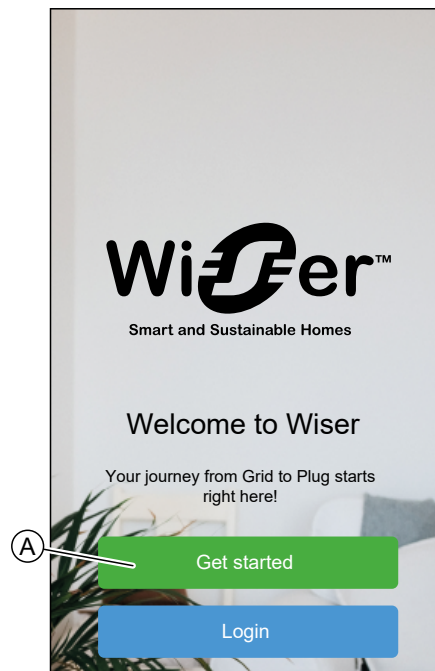 Wiser™
Smart and Sustainable Homes
Welcome to Wiser
Your journey from Grid to Plug starts
right here!
A
Get started
Login